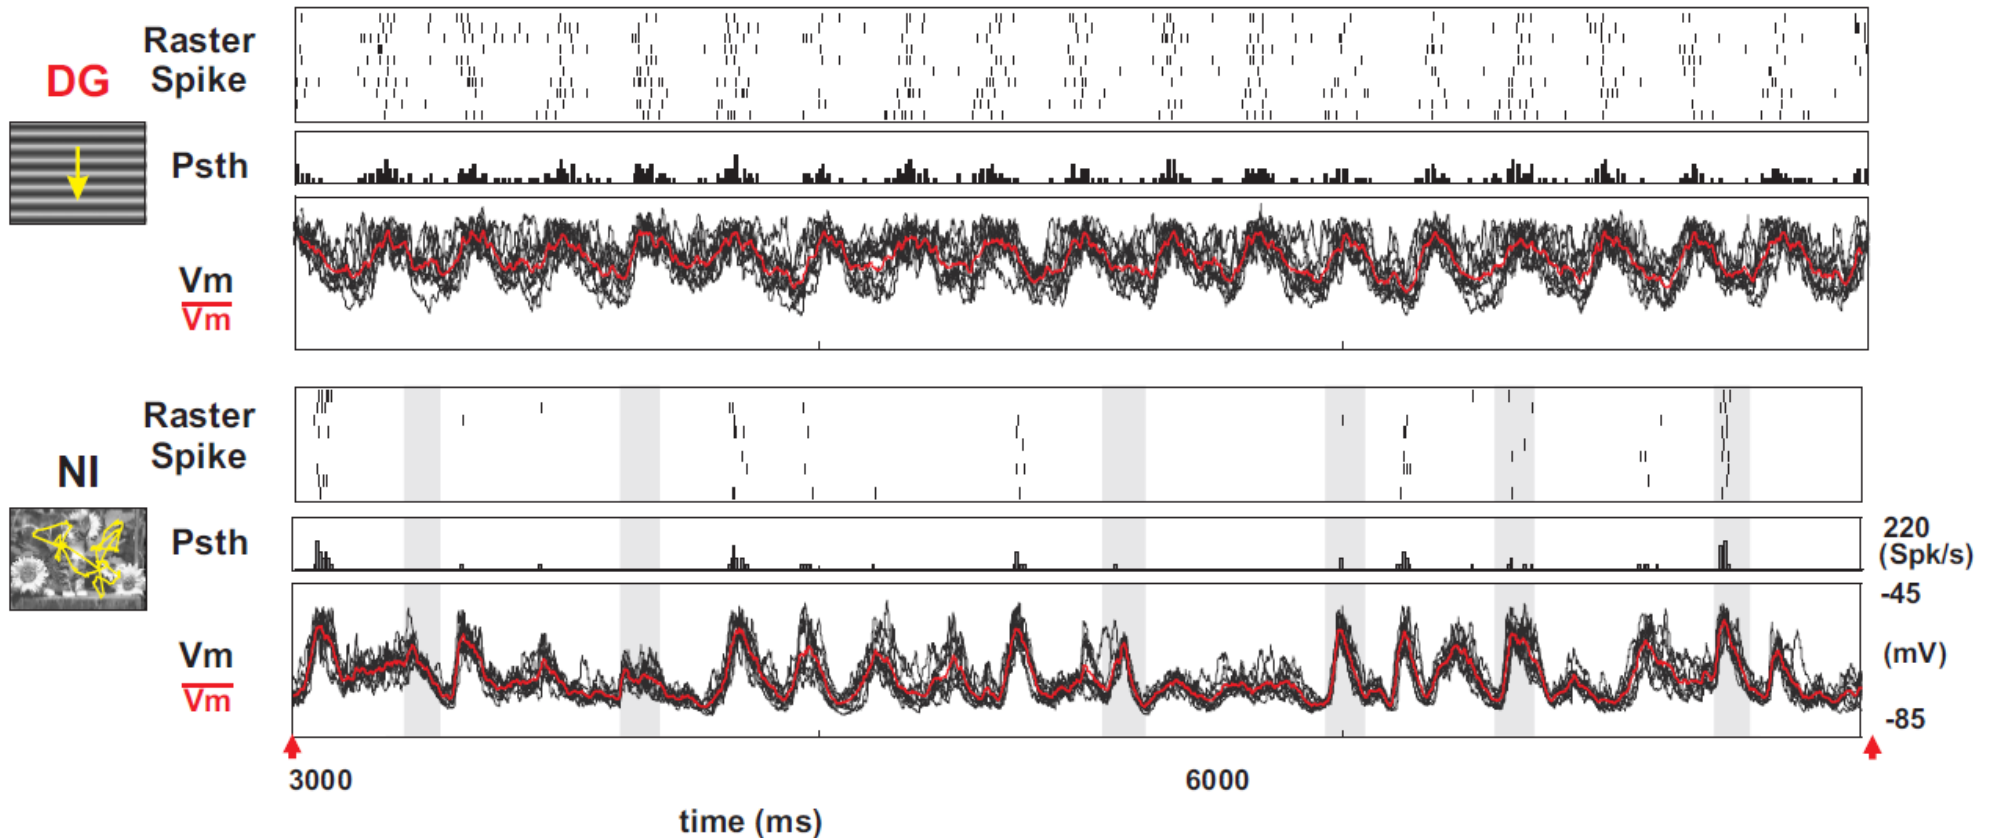 Raster
DG
Spike
Psth
Vm
Vm
Raster
NI
Spike
Psth
220
(Spk/s)
-45
Vm
(mV)
Vm
-85
3000
6000
time (ms)